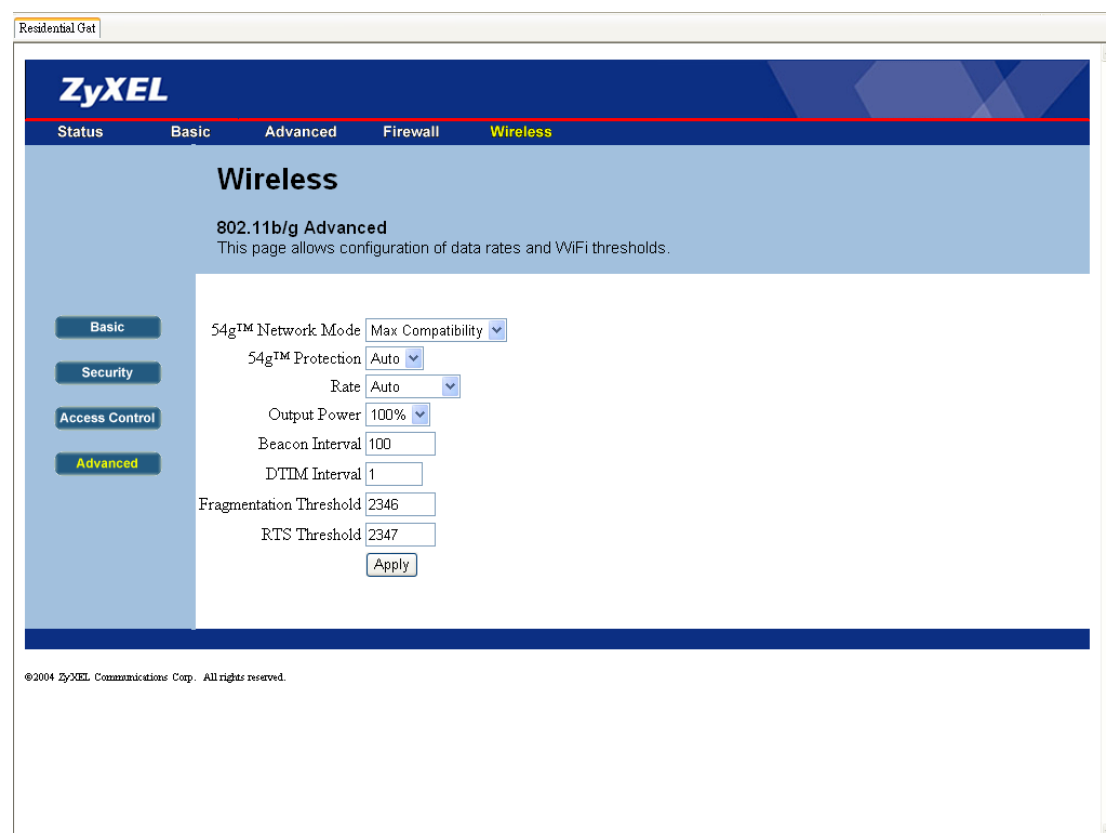 Residential Gat
ZyXEL
Status Basic Advanced Firewall Wireless
Wireless
802.11b/g Advanced
This page allows configuration of data rates and WiFi thresholds.
Basic
Security
Access Control
Advanced
54g™ Network Mode Max Compatibility
54g™ Protection Auto
Rate Auto
Output Power 100%
Beacon Interval 100
DTIM Interval 1
Fragmentation Threshold 2346
RTS Threshold 2347
Apply
©2004 ZyXEL Communications Corp. All rights reserved.